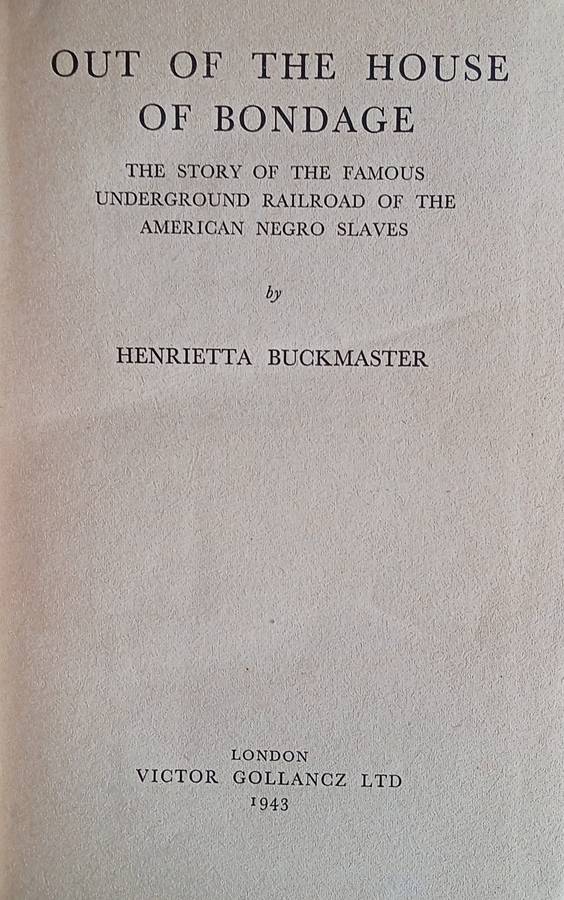 OUT OF THE HOUSE
OF BONDAGE
THE STORY OF THE FAMOUS
UNDERGROUND RAILROAD OF THE
AMERICAN NEGRO SLAVES
by
HENRIETTA BUCKMASTER
LONDON
VICTOR GOLLANCZ LTD
1943